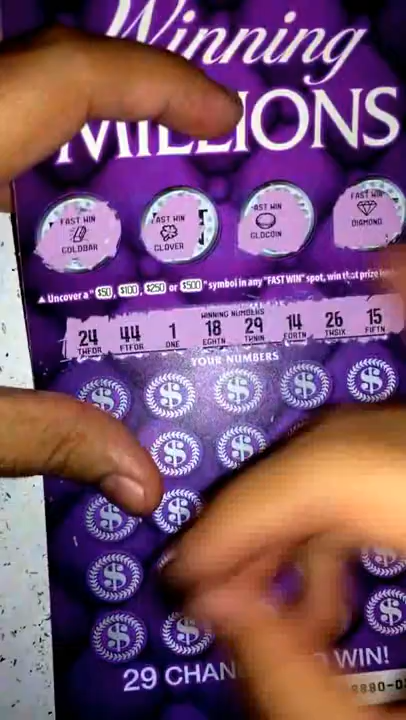 Winning
MILLIONS
FAST WIN FAST WIN FAST WIN FAST WIN
GOLDBAR CLOVER GLDCOIN DIAMOND
▲ Uncover a "$50, $100, $250 or $500" symbol in any "FAST WIN" spot, win that prize
WINNING NUMBERS
24 44 1 18 29 14 26 15
TWFOR FTFOR ONE EGHTN TWNIN FORTN TWSIX FIFTN
YOUR NUMBERS
$ $ $ $ $
$ $
$ $
$ $
$ $ $
29 CHAN WIN!